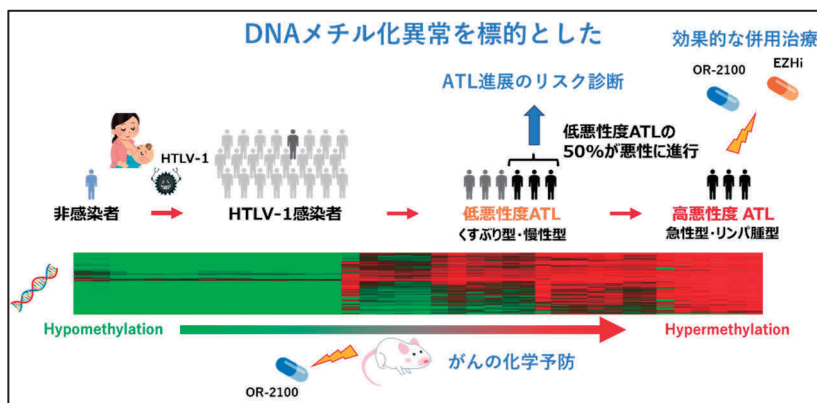 DNAメチル化異常を標的とした
効果的な併用治療
OR-2100
EZHi
ATL進展のリスク診断
低悪性度ATLの
50%が悪性に進行
HTLV-1
非感染者
HTLV-1感染者
低悪性度ATL
くすぶり型・慢性型
高悪性度 ATL
急性型・リンパ腫型
Hypomethylation
Hypermethylation
がんの化学予防
OR-2100